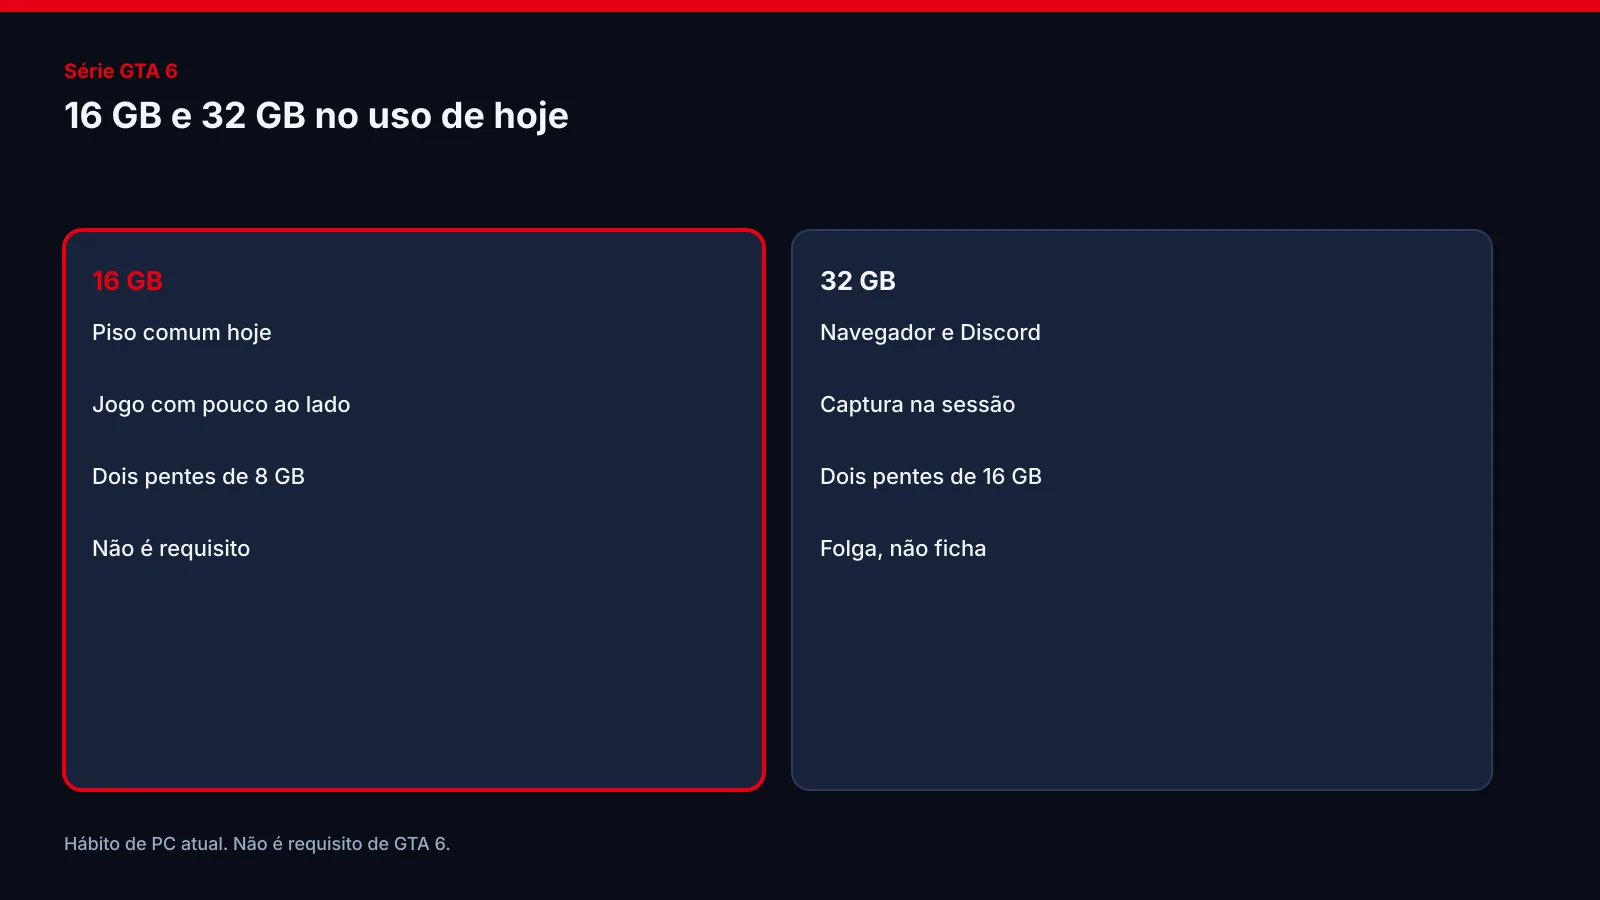 Série GTA 6
16 GB e 32 GB no uso de hoje
16 GB
Piso comum hoje
Jogo com pouco ao lado
Dois pentes de 8 GB
Não é requisito
32 GB
Navegador e Discord
Captura na sessão
Dois pentes de 16 GB
Folga, não ficha
Hábito de PC atual. Não é requisito de GTA 6.